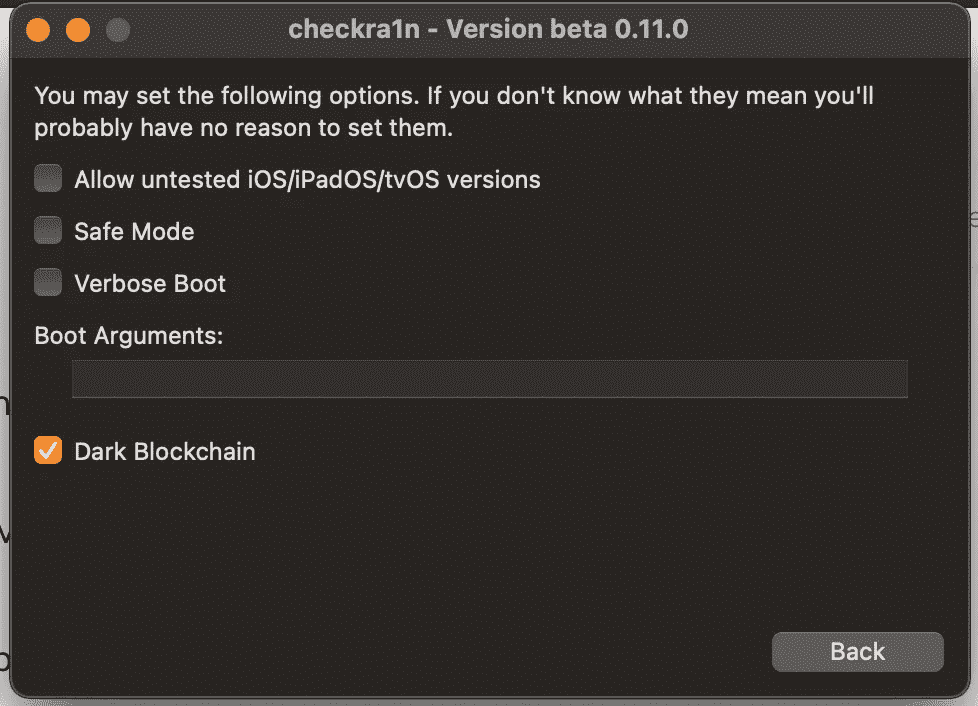 checkra1n - Version beta 0.11.0
You may set the following options. If you don't know what they mean you'll
probably have no reason to set them.
Allow untested iOS/iPadOS/tvOS versions
Safe Mode
Verbose Boot
Boot Arguments:
Dark Blockchain
Back